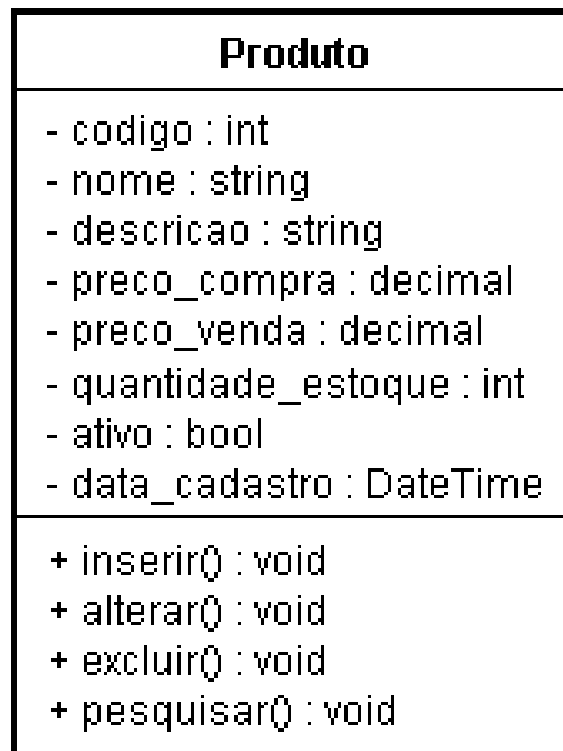 Produto
- codigo : int
- nome : string
- descricao : string
- preco_compra : decimal
- preco_venda : decimal
- quantidade_estoque : int
- ativo : bool
- data_cadastro : DateTime
+ inserir() : void
+ alterar() : void
+ excluir() : void
+ pesquisar() : void